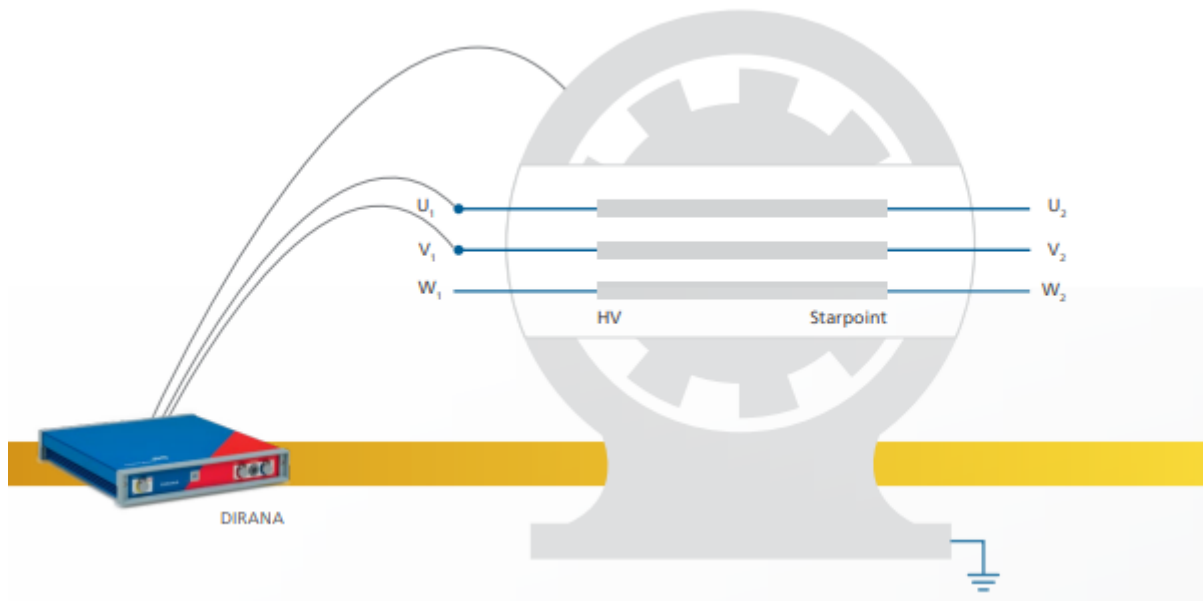 U₁ U₂
V₁ V₂
W₁ W₂
HV Starpoint
DIRANA